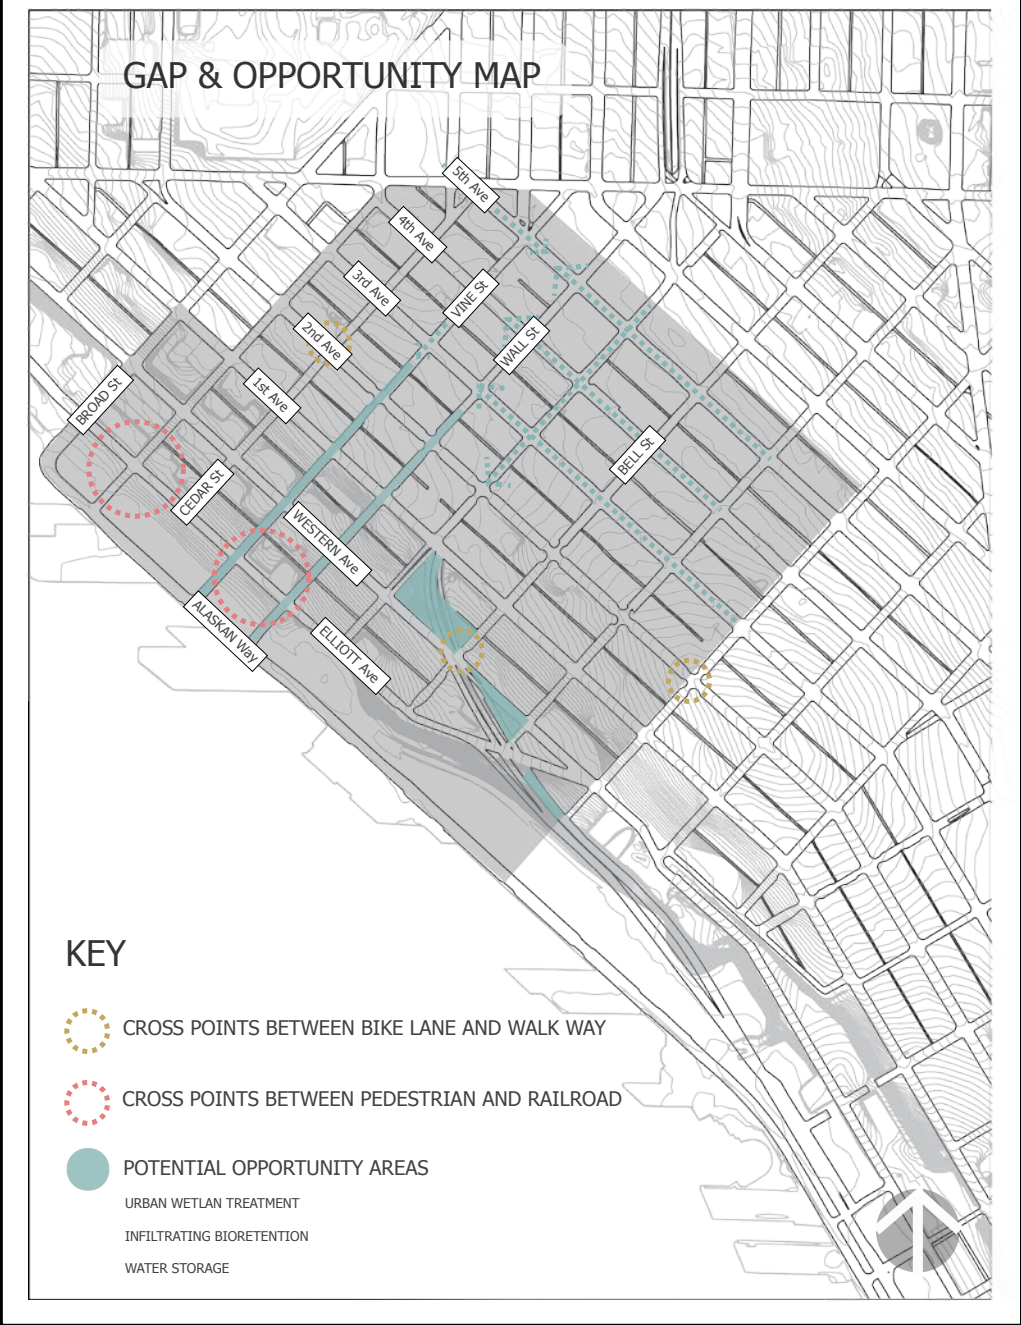 GAP & OPPORTUNITY MAP
5th Ave
4th Ave
3rd Ave
VINE St
2nd Ave
WALL St
1st Ave
BROAD St
BELL St
CEDAR St
WESTERN Ave
ALASKAN Way
ELLIOTT Ave
KEY
CROSS POINTS BETWEEN BIKE LANE AND WALK WAY
CROSS POINTS BETWEEN PEDESTRIAN AND RAILROAD
POTENTIAL OPPORTUNITY AREAS
URBAN WETLAN TREATMENT
INFILTRATING BIORETENTION
WATER STORAGE